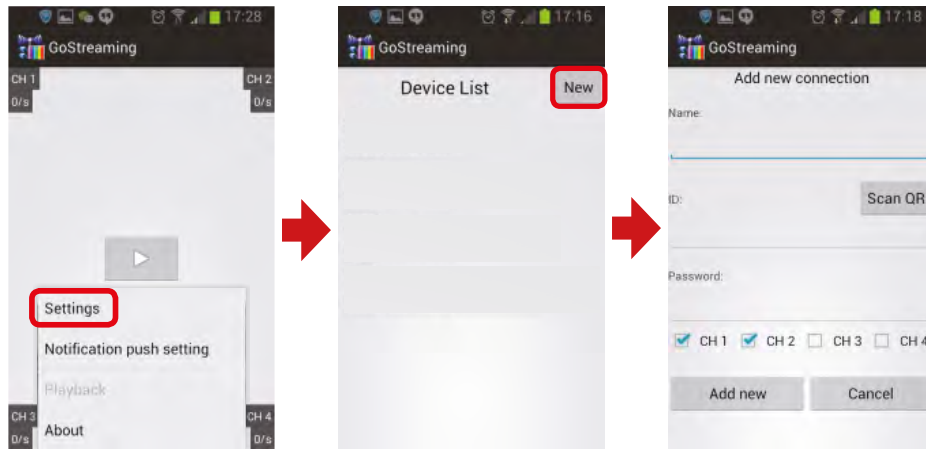 17:28
GoStreaming
CH 1
CH 2
0/s
0/s
Settings
Notification push setting
Playback
About
CH 3
CH 4
0/s
0/s
17:16
GoStreaming
Device List
New
17:18
GoStreaming
Add new connection
Name:
ID:
Scan QR
Password:
CH 1
CH 2
CH 3
CH 4
Add new
Cancel